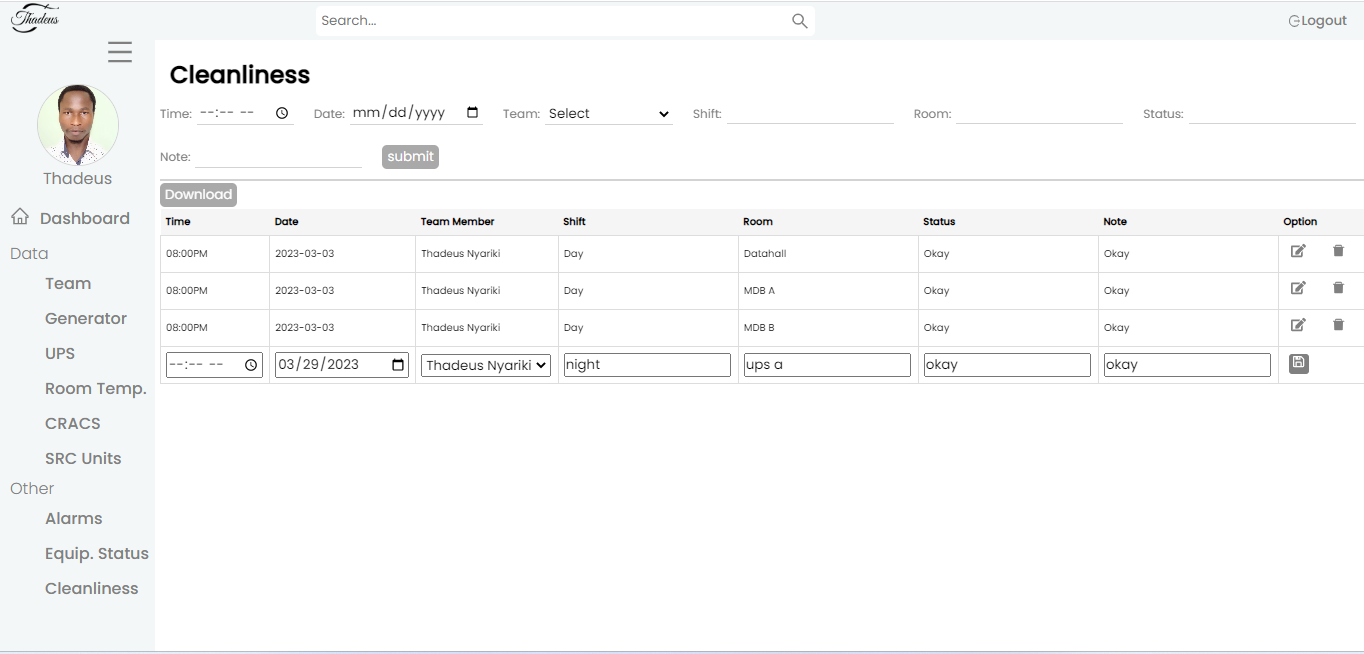 Thadeus
Search...
Logout
Thadeus
Dashboard
Data
Team
Generator
UPS
Room Temp.
CRACS
SRC Units
Other
Alarms
Equip. Status
Cleanliness
Cleanliness
Time: --:-- -- Date: mm/dd/yyyy Team: Select Shift: Room: Status:
Note: submit
Download
Time Date Team Member Shift Room Status Note Option
08:00PM 2023-03-03 Thadeus Nyariki Day Datahall Okay Okay
08:00PM 2023-03-03 Thadeus Nyariki Day MDB A Okay Okay
08:00PM 2023-03-03 Thadeus Nyariki Day MDB B Okay Okay
--:-- -- 03/29/2023 Thadeus Nyariki night ups a okay okay